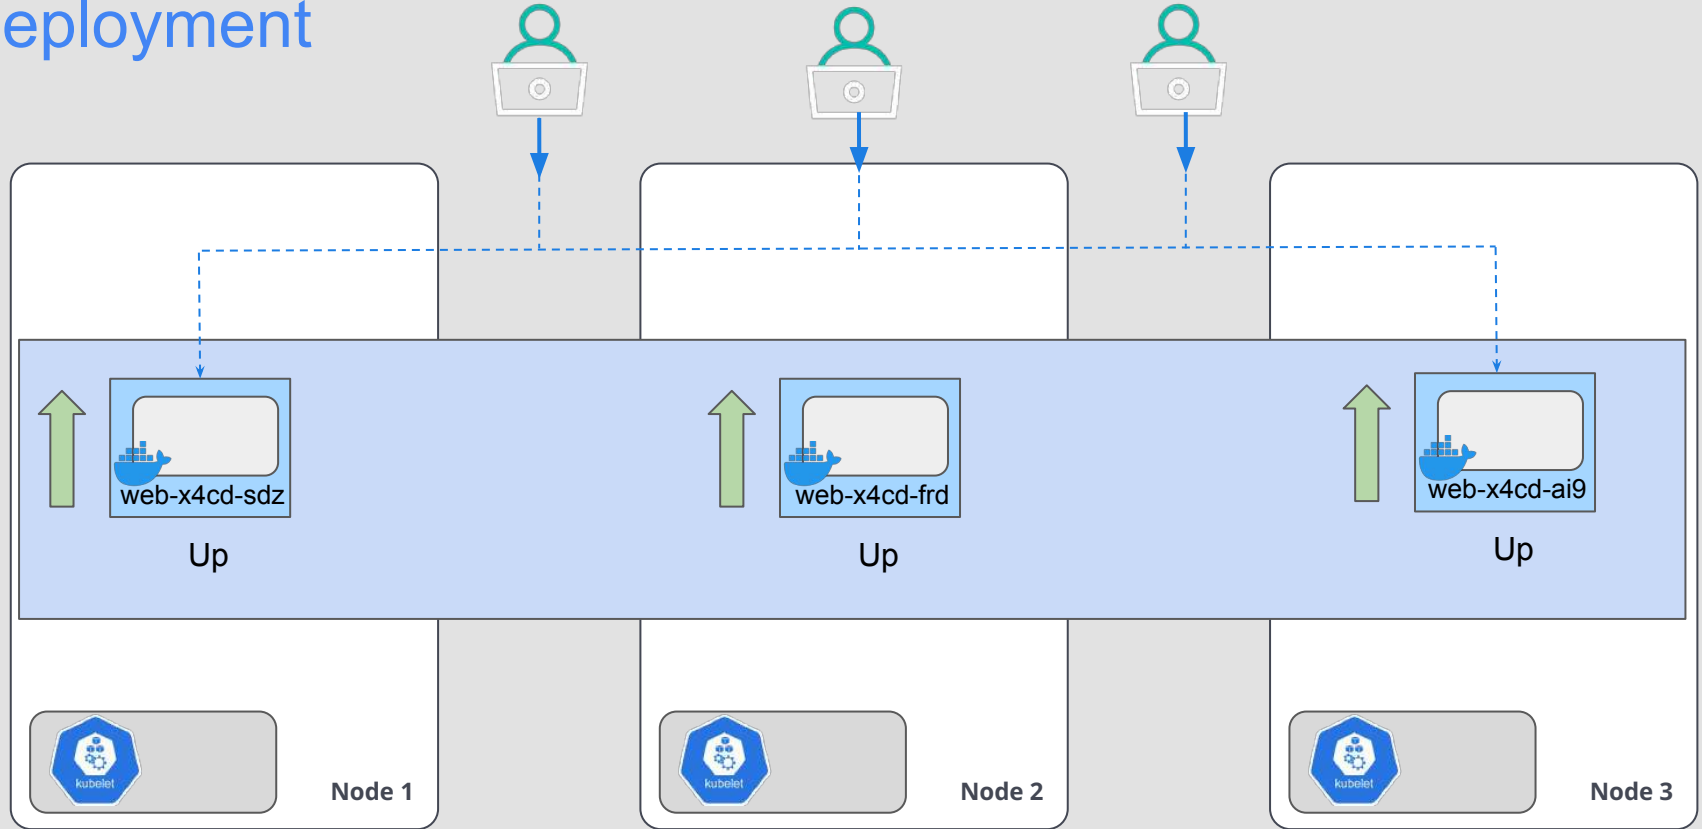 eployment
web-x4cd-sdz
web-x4cd-frd
web-x4cd-ai9
Up
Up
Up
kubelet
Node 1
kubelet
Node 2
kubelet
Node 3